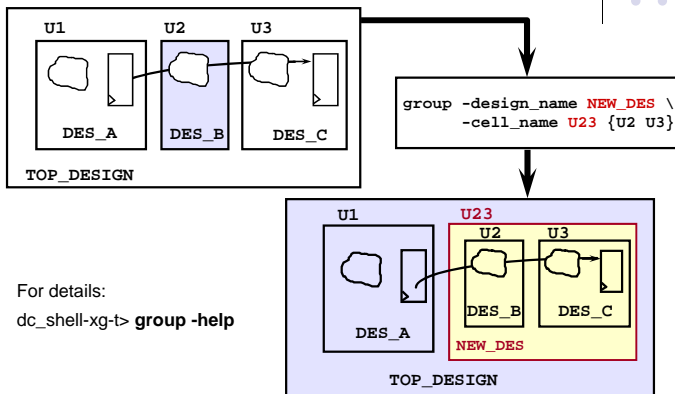 U1 U2 U3
DES_A DES_B DES_C
TOP_DESIGN
group -design_name NEW_DES \
-cell_name U23 {U2 U3}
U1 U23
U2 U3
DES_B DES_C
DES_A
NEW_DES
TOP_DESIGN
For details:
dc_shell-xg-t> group -help